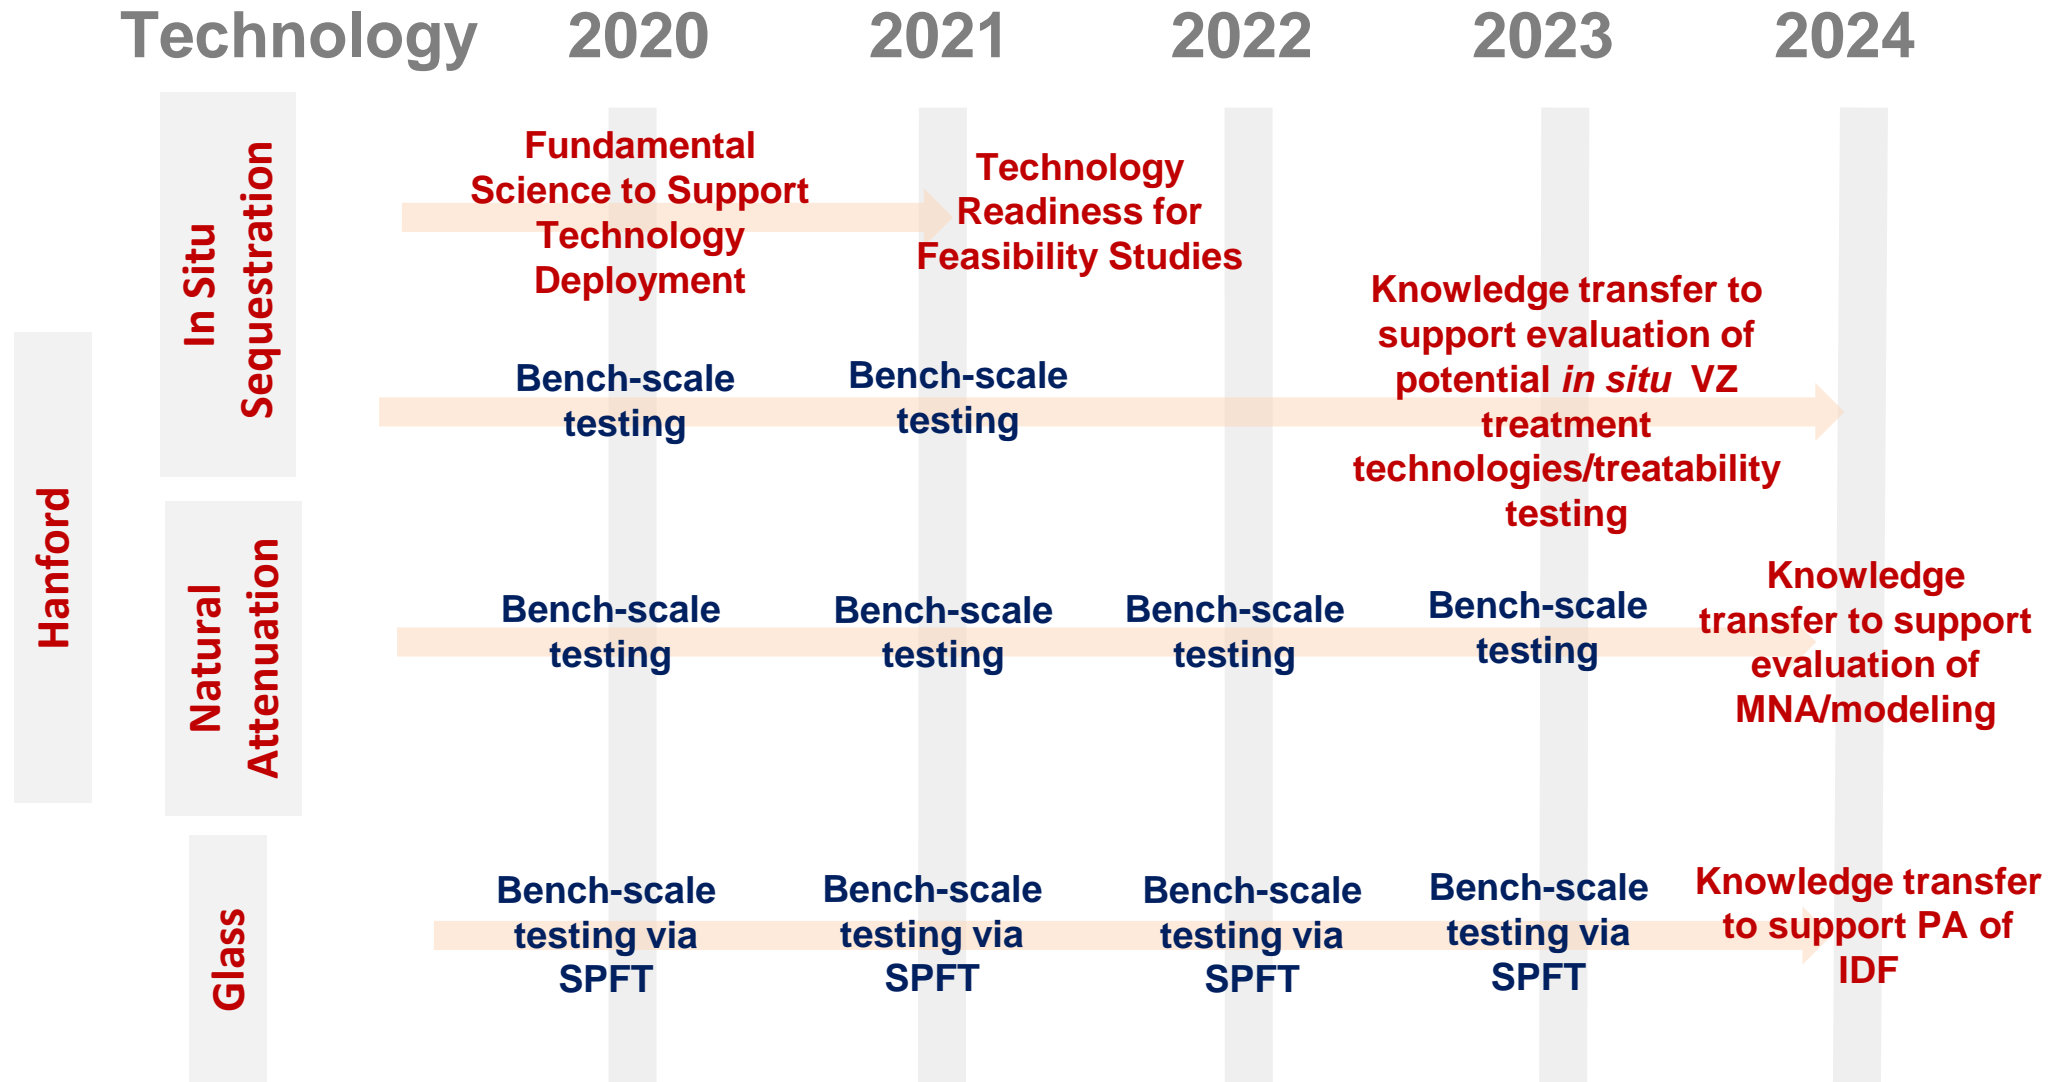 Technology 2020 2021 2022 2023 2024
Hanford
In Situ
Sequestration
Fundamental
Science to Support
Technology
Deployment
Technology
Readiness for
Feasibility Studies
Bench-scale
testing
Bench-scale
testing
Knowledge transfer to
support evaluation of
potential in situ VZ
treatment
technologies/treatability
testing
Natural
Attenuation
Bench-scale
testing
Bench-scale
testing
Bench-scale
testing
Bench-scale
testing
Knowledge
transfer to support
evaluation of
MNA/modeling
Glass
Bench-scale
testing via
SPFT
Bench-scale
testing via
SPFT
Bench-scale
testing via
SPFT
Bench-scale
testing via
SPFT
Knowledge transfer
to support PA of
IDF